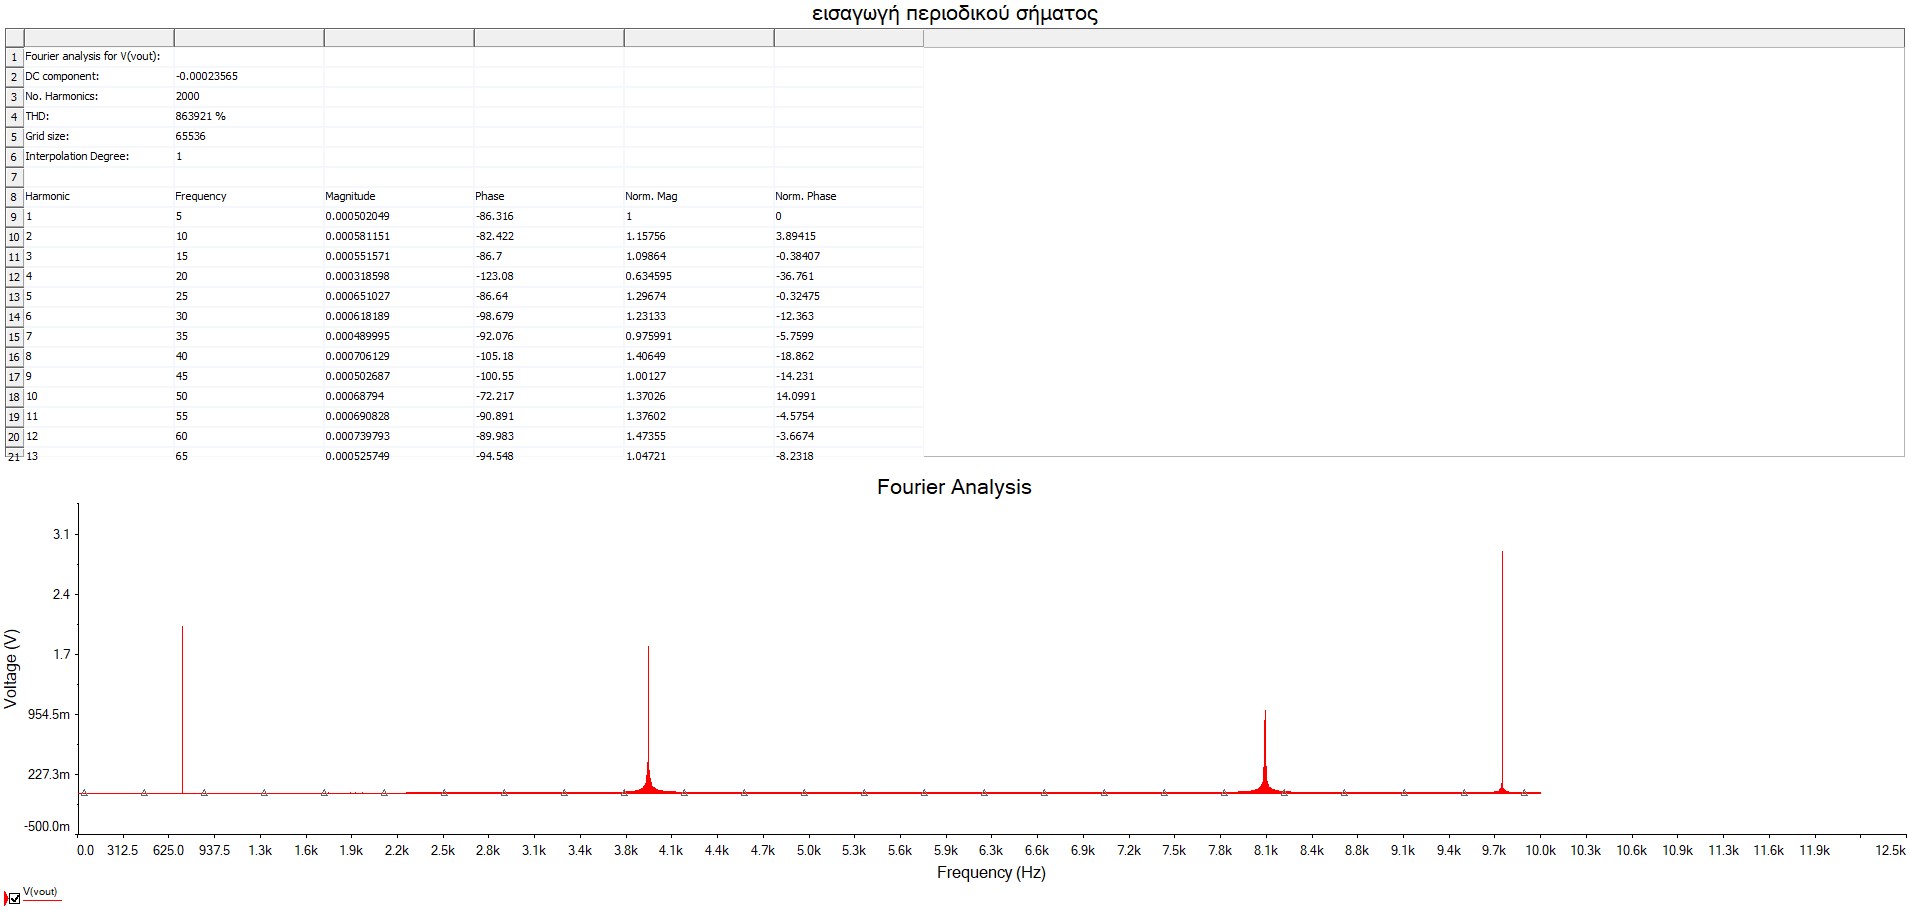 εισαγωγή περιοδικού σήματος
1 Fourier analysis for V(vout):
2 DC component: -0.00023565
3 No. Harmonics: 2000
4 THD: 863921 %
5 Grid size: 65536
6 Interpolation Degree: 1
7
8 Harmonic Frequency Magnitude Phase Norm. Mag Norm. Phase
9 1 5 0.000502049 -86.316 1 0
10 2 10 0.000581151 -82.422 1.15756 3.89415
11 3 15 0.000551571 -86.7 1.09864 -0.38407
12 4 20 0.000318598 -123.08 0.634595 -36.761
13 5 25 0.000651027 -86.64 1.29674 -0.32475
14 6 30 0.000618189 -98.679 1.23133 -12.363
15 7 35 0.000489995 -92.076 0.975991 -5.7599
16 8 40 0.000706129 -105.18 1.40649 -18.862
17 9 45 0.000502687 -100.55 1.00127 -14.231
18 10 50 0.00068794 -72.217 1.37026 14.0991
19 11 55 0.000690828 -90.891 1.37602 -4.5754
20 12 60 0.000739793 -89.983 1.47355 -3.6674
21 13 65 0.000525749 -94.548 1.04721 -8.2318
Fourier Analysis
3.1
2.4
1.7
954.5m
227.3m
-500.0m
Voltage (V)
0.0 312.5 625.0 937.5 1.3k 1.6k 1.9k 2.2k 2.5k 2.8k 3.1k 3.4k 3.8k 4.1k 4.4k 4.7k 5.0k 5.3k 5.6k 5.9k 6.3k 6.6k 6.9k 7.2k 7.5k 7.8k 8.1k 8.4k 8.8k 9.1k 9.4k 9.7k 10.0k 10.3k 10.6k 10.9k 11.3k 11.6k 11.9k 12.5k
Frequency (Hz)
V(vout)